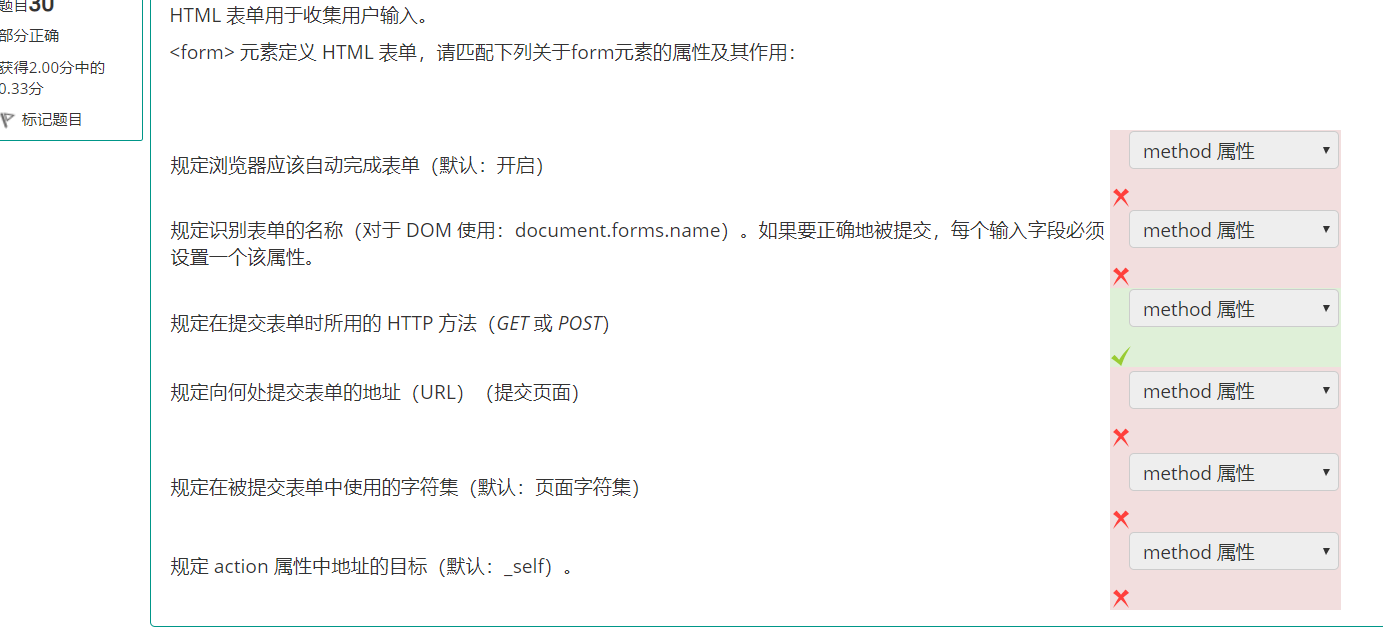 题目30
部分正确
获得2.00分中的
0.33分
标记题目
HTML 表单用于收集用户输入。
<form> 元素定义 HTML 表单，请匹配下列关于form元素的属性及其作用：
规定浏览器应该自动完成表单（默认：开启）
method 属性
规定识别表单的名称（对于 DOM 使用：document.forms.name）。如果要正确地被提交，每个输入字段必须
设置一个该属性。
method 属性
规定在提交表单时所用的 HTTP 方法（GET 或 POST）
method 属性
规定向何处提交表单的地址（URL）（提交页面）
method 属性
规定在被提交表单中使用的字符集（默认：页面字符集）
method 属性
规定 action 属性中地址的目标（默认：_self）。
method 属性